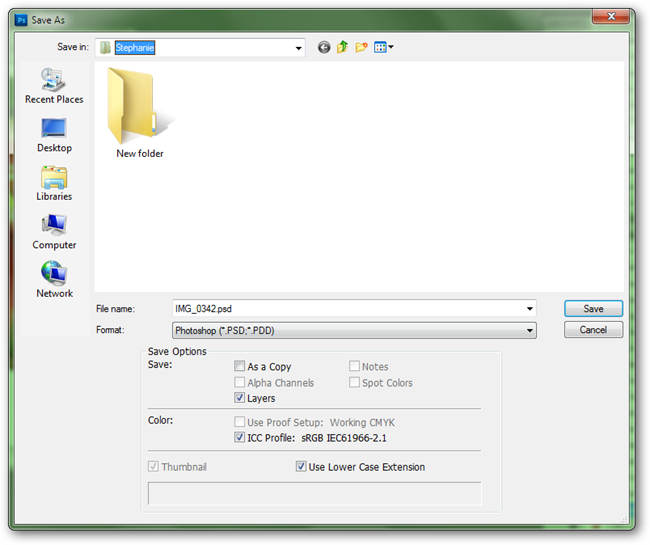 Ps Save As
Save in: Stephanie
Recent Places
Desktop
Libraries
Computer
Network
New folder
File name: IMG_0342.psd Save
Format: Photoshop (*.PSD;*.PDD) Cancel
Save Options
Save: As a Copy Notes
Alpha Channels Spot Colors
Layers
Color: Use Proof Setup: Working CMYK
ICC Profile: sRGB IEC61966-2.1
Thumbnail Use Lower Case Extension